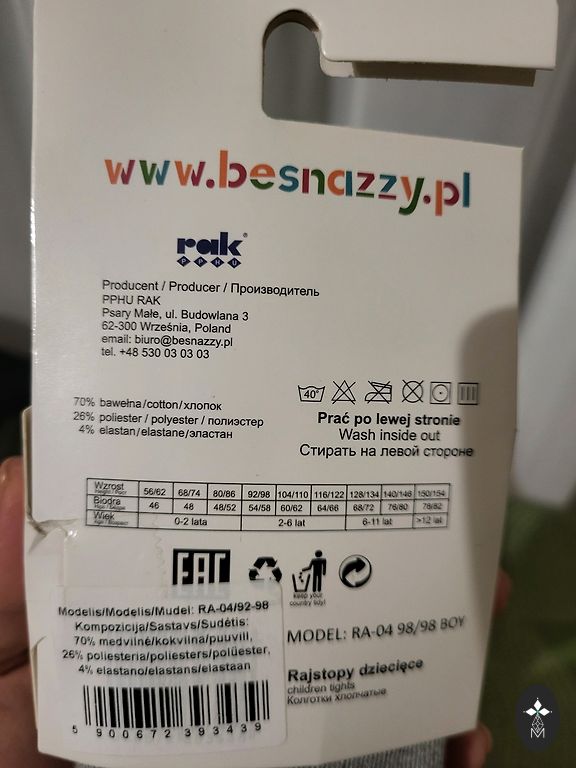 www.besnazzy.pl
rak®
PPHU
Producent / Producer / Производитель
PPHU RAK
Psary Małe, ul. Budowlana 3
62-300 Września, Poland
email: biuro@besnazzy.pl
tel. +48 530 03 03 03
40°
70% bawełna/cotton/хлопок
26% poliester / polyester / полиэстер
4% elastan/elastane/эластан
Prać po lewej stronie
Wash inside out
Стирать на левой стороне
Wzrost 56/62 68/74 80/86 92/98 104/110 116/122 128/134 140/146 150/154
Height / Рост
Biodra 46 48 48/52 54/58 60/62 64/66 68/72 76/80 78/82
Wiek 0-2 lata 2-6 lat 6-11 lat >12 lat
EAC
keep your
country tidy!
MODEL: RA-04 98/98 BOY
Rajstopy dziecięce
children tights
Колготки хлопчатые
Modelis/Modelis/Mudel: RA-04/92-98
Kompozicija/Sastavs/Sudėtis:
70% medvilnė/kokvilna/puuvill,
26% poliesteria/poliesters/polüester,
4% elastano/elastans/elastaan
5 900672 393439
M